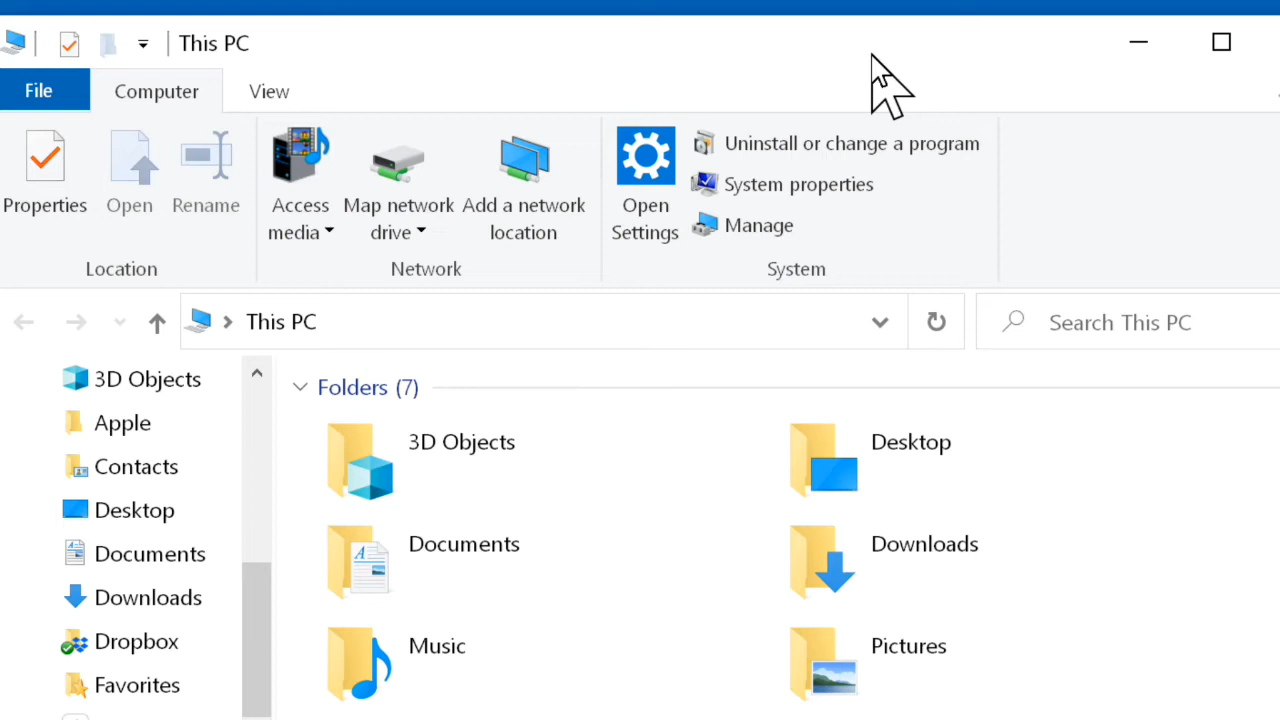 This PC
File Computer View
Properties Open Rename Access media Map network drive Add a network location Open Settings Uninstall or change a program
System properties
Manage
Location Network System
This PC Search This PC
3D Objects
Apple
Contacts
Desktop
Documents
Downloads
Dropbox
Favorites
Folders (7)
3D Objects Desktop
Documents Downloads
Music Pictures